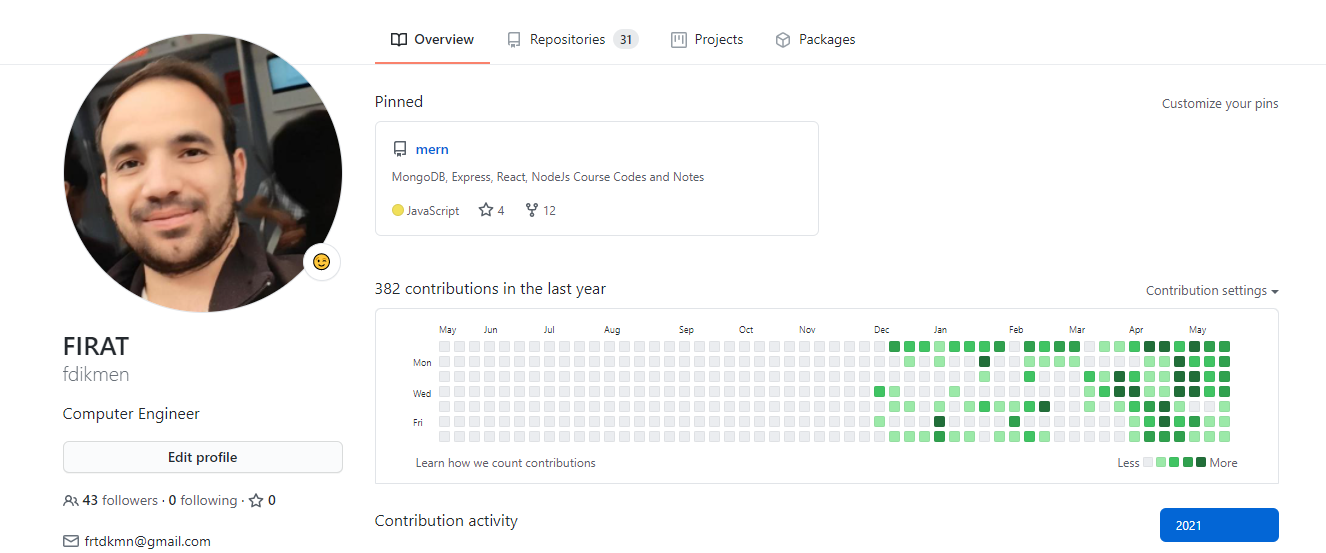 Overview Repositories 31 Projects Packages
Pinned
Customize your pins
mern
MongoDB, Express, React, NodeJs Course Codes and Notes
JavaScript 4 12
382 contributions in the last year
Contribution settings
May Jun Jul Aug Sep Oct Nov Dec Jan Feb Mar Apr May
Mon
Wed
Fri
Learn how we count contributions
Less More
Contribution activity
2021
FIRAT
fdikmen
Computer Engineer
Edit profile
43 followers · 0 following · 0
frtdkmn@gmail.com